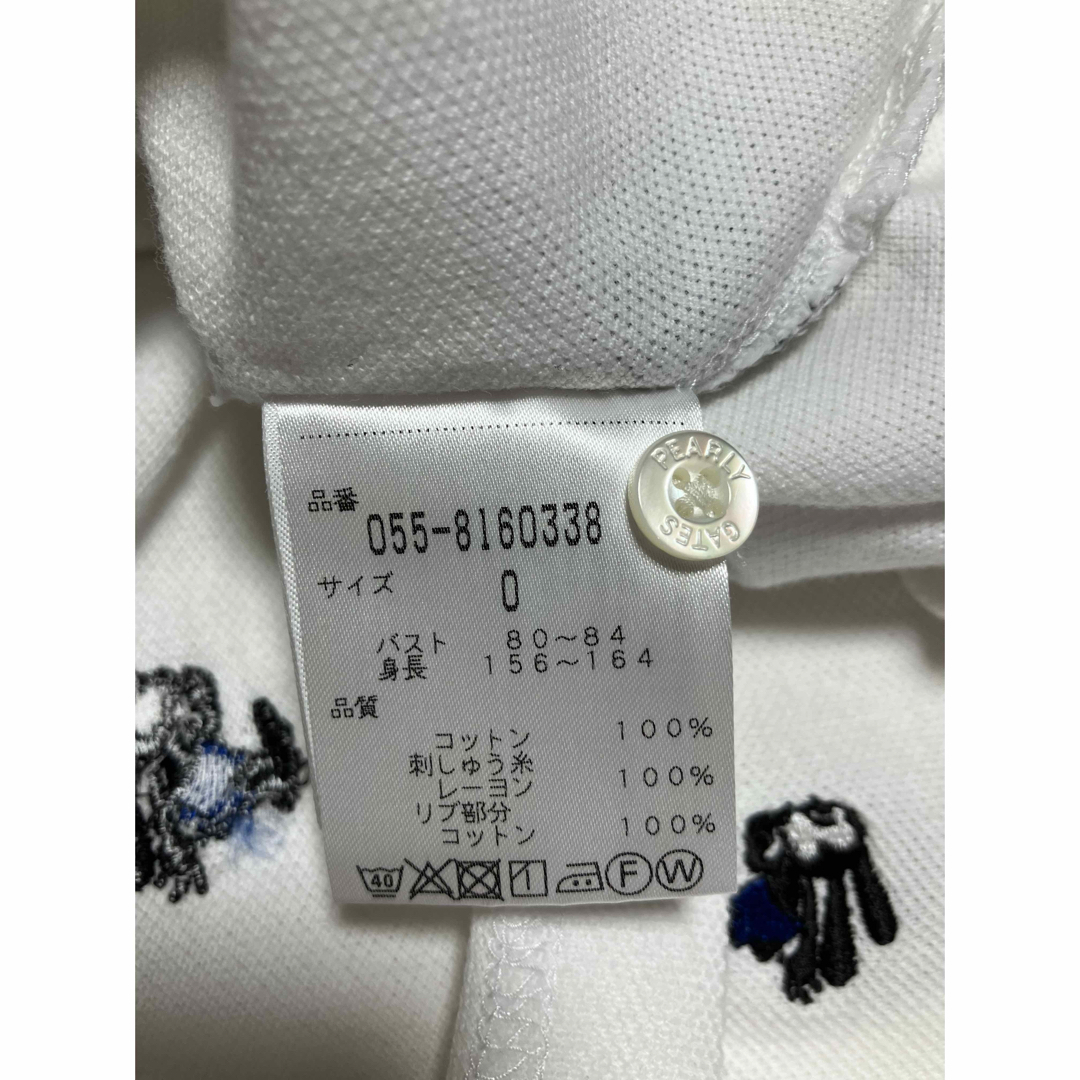 品番
055-8160338
サイズ 0
バスト 80〜84
身長 156〜164
品質
コットン 100%
刺しゅう糸
レーヨン 100%
リブ部分
コットン 100%
40 1 F W
PEARLY
GATES